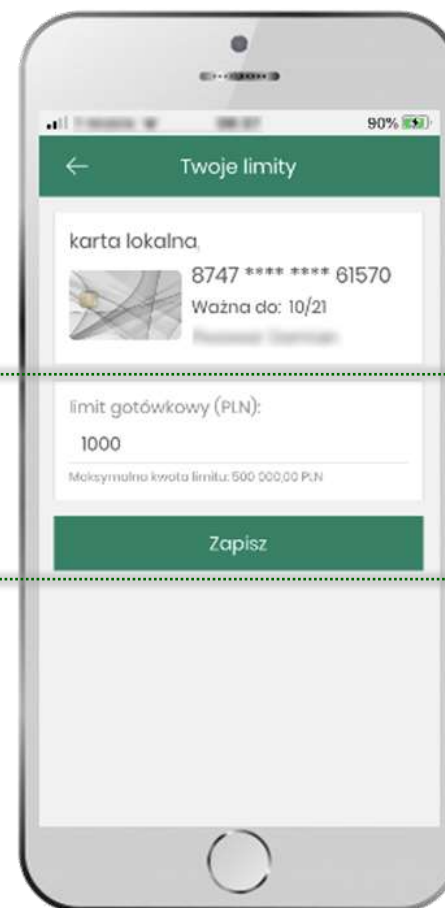 90%
Twoje limity
karta lokalna,
8747 **** **** 61570
Ważna do: 10/21
limit gotówkowy (PLN):
1000
Maksymalna kwota limitu: 500 000,00 PLN
Zapisz